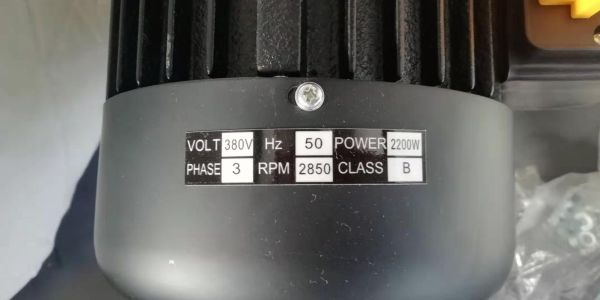 VOLT 380V Hz 50 POWER 2200W
PHASE 3 RPM 2850 CLASS B